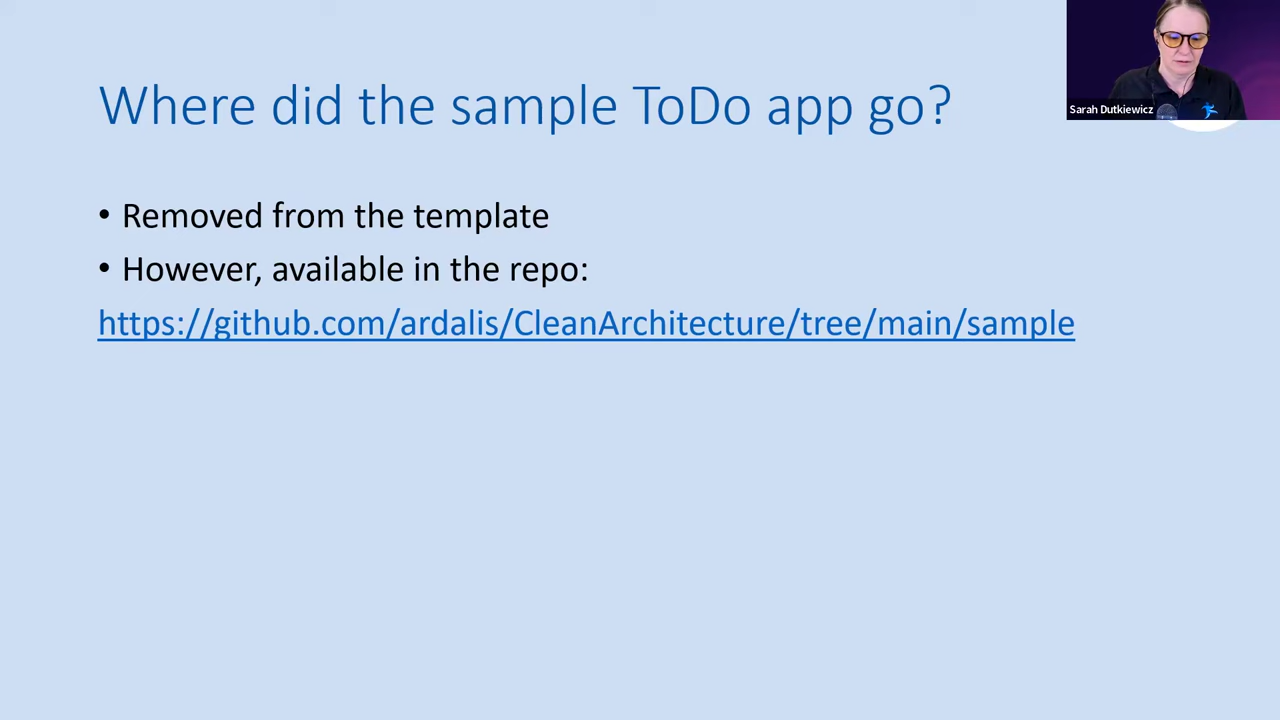 Where did the sample ToDo app go?
Sarah Dutkiewicz
• Removed from the template
• However, available in the repo:
https://github.com/ardalis/CleanArchitecture/tree/main/sample